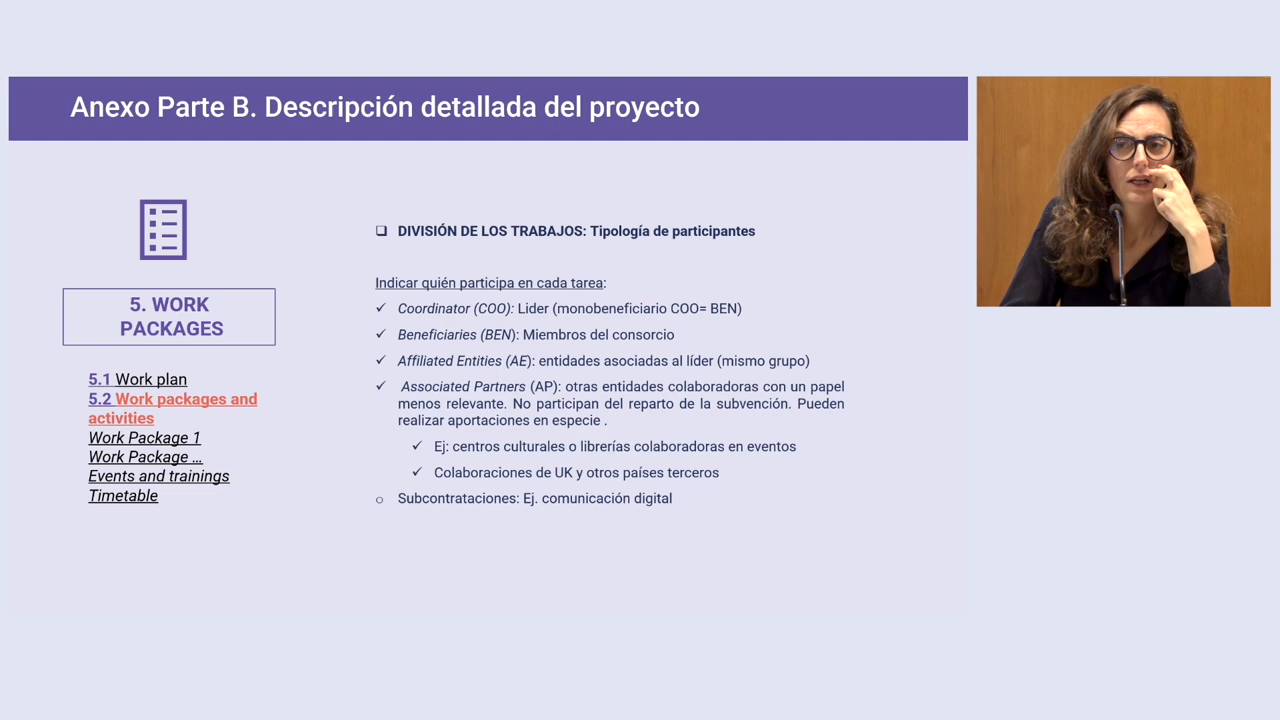 Anexo Parte B. Descripción detallada del proyecto
5. WORK
PACKAGES
5.1 Work plan
5.2 Work packages and
activities
Work Package 1
Work Package …
Events and trainings
Timetable
DIVISIÓN DE LOS TRABAJOS: Tipología de participantes
Indicar quién participa en cada tarea:
Coordinator (COO): Lider (monobeneficiario COO= BEN)
Beneficiaries (BEN): Miembros del consorcio
Affiliated Entities (AE): entidades asociadas al líder (mismo grupo)
Associated Partners (AP): otras entidades colaboradoras con un papel
menos relevante. No participan del reparto de la subvención. Pueden
realizar aportaciones en especie .
Ej: centros culturales o librerías colaboradoras en eventos
Colaboraciones de UK y otros países terceros
Subcontrataciones: Ej. comunicación digital